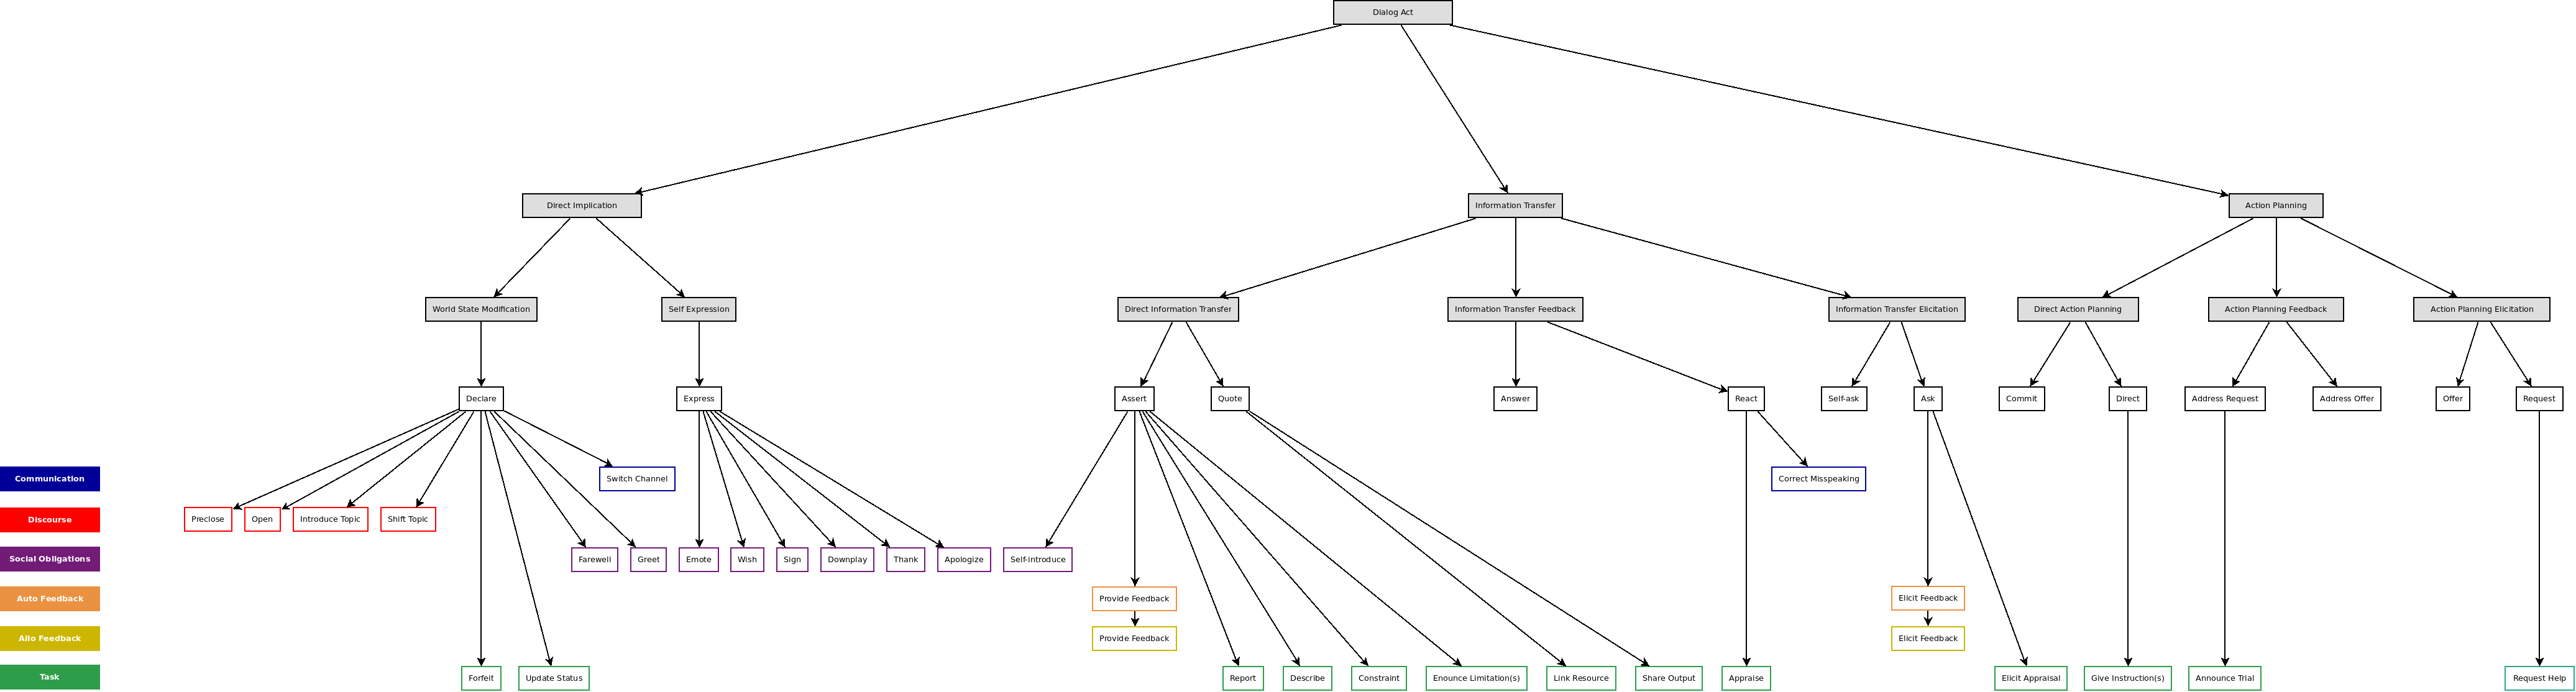 Dialog Act
Direct Implication
Information Transfer
Action Planning
World State Modification
Self Expression
Direct Information Transfer
Information Transfer Feedback
Information Transfer Elicitation
Direct Action Planning
Action Planning Feedback
Action Planning Elicitation
Declare
Express
Assert
Quote
Answer
React
Self-ask
Ask
Commit
Direct
Address Request
Address Offer
Offer
Request
Communication
Switch Channel
Correct Misspeaking
Discourse
Preclose
Open
Introduce Topic
Shift Topic
Social Obligations
Farewell
Greet
Emote
Wish
Sign
Downplay
Thank
Apologize
Self-introduce
Auto Feedback
Provide Feedback
Elicit Feedback
Allo Feedback
Provide Feedback
Elicit Feedback
Task
Forfeit
Update Status
Report
Describe
Constraint
Enounce Limitation(s)
Link Resource
Share Output
Appraise
Elicit Appraisal
Give Instruction(s)
Announce Trial
Request Help